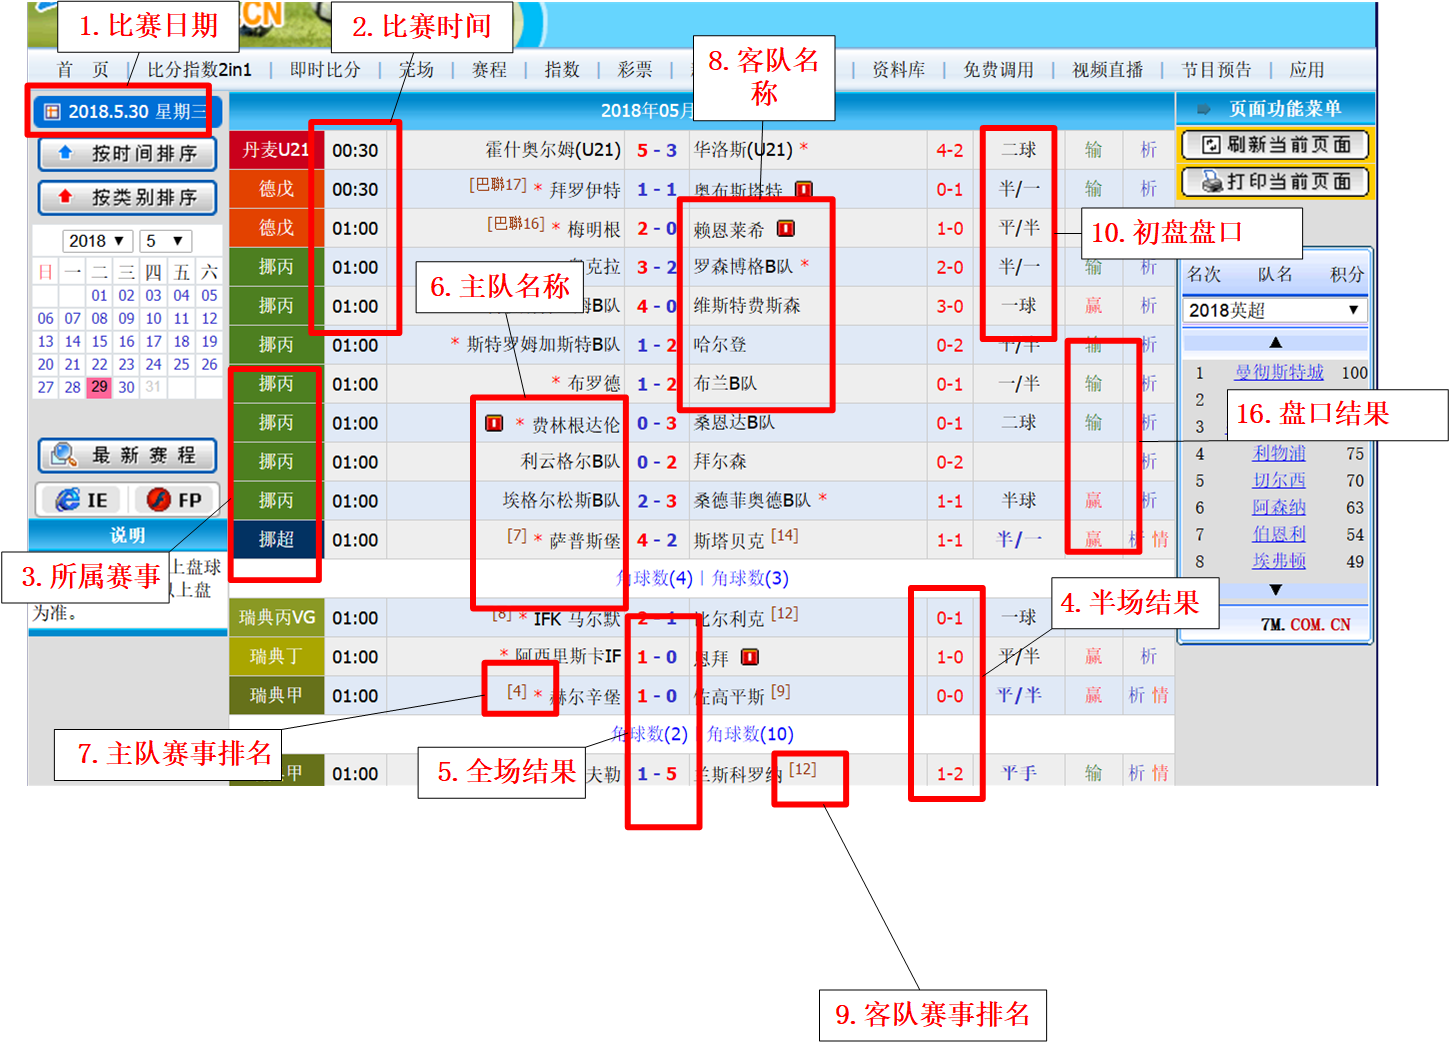 .CN
1. 比赛日期
2. 比赛时间
8. 客队名
称
首 页 | 比分指数2in1 | 即时比分 | 完场 | 赛程 | 指数 | 彩票 | 资料库 | 免费调用 | 视频直播 | 节目预告 | 应用
2018.5.30 星期三
按时间排序
按类别排序
2018 ▼ 5 ▼
日 一 二 三 四 五 六
01 02 03 04 05
06 07 08 09 10 11 12
13 14 15 16 17 18 19
20 21 22 23 24 25 26
27 28 29 30 31
最 新 赛 程
IE FP
说明
上盘球
上盘
为准。
2018年05月
丹麦U21 00:30 霍什奥尔姆(U21) 5 - 3 华洛斯(U21) * 4-2 二球 输 析
德戊 00:30 [巴聯17] * 拜罗伊特 1 - 1 奥布斯塔特 0-1 半/一 输 析
德戊 01:00 [巴聯16] * 梅明根 2 - 0 赖恩莱希 1-0 平/半
挪丙 01:00 克拉 3 - 2 罗森博格B队 * 2-0 半/一 输 析
挪丙 01:00 姆B队 4 - 0 维斯特费斯森 3-0 一球 赢 析
挪丙 01:00 * 斯特罗姆加斯特B队 1 - 2 哈尔登 0-2 平/半 输 析
挪丙 01:00 * 布罗德 1 - 2 布兰B队 0-1 一/半 输 析
挪丙 01:00 * 费林根达伦 0 - 3 桑恩达B队 0-1 二球 输 析
挪丙 01:00 利云格尔B队 0 - 2 拜尔森 0-2 析
挪丙 01:00 埃格尔松斯B队 2 - 3 桑德菲奥德B队 * 1-1 半球 赢 析
挪超 01:00 [7] * 萨普斯堡 4 - 2 斯塔贝克 [14] 1-1 半/一 赢 析 情
角球数(4) | 角球数(3)
瑞典丙VG 01:00 [8] * IFK 马尔默 2 - 1 比尔利克 [12] 0-1 一球
瑞典丁 01:00 * 阿西里斯卡IF 1 - 0 恩拜 1-0 平/半 赢 析
瑞典甲 01:00 [4] * 赫尔辛堡 1 - 0 佐高平斯 [9] 0-0 平/半 赢 析 情
角球数(2) | 角球数(10)
甲 01:00 夫勒 1 - 5 兰斯科罗纳 [12] 1-2 平手 输 析 情
页面功能菜单
刷新当前页面
打印当前页面
名次 队名 积分
2018英超 ▼
▲
1 曼彻斯特城 100
2
3
4 利物浦 75
5 切尔西 70
6 阿森纳 63
7 伯恩利 54
8 埃弗顿 49
▼
7M.COM.CN
10. 初盘盘口
6. 主队名称
16. 盘口结果
3. 所属赛事
4. 半场结果
7. 主队赛事排名
5. 全场结果
9. 客队赛事排名